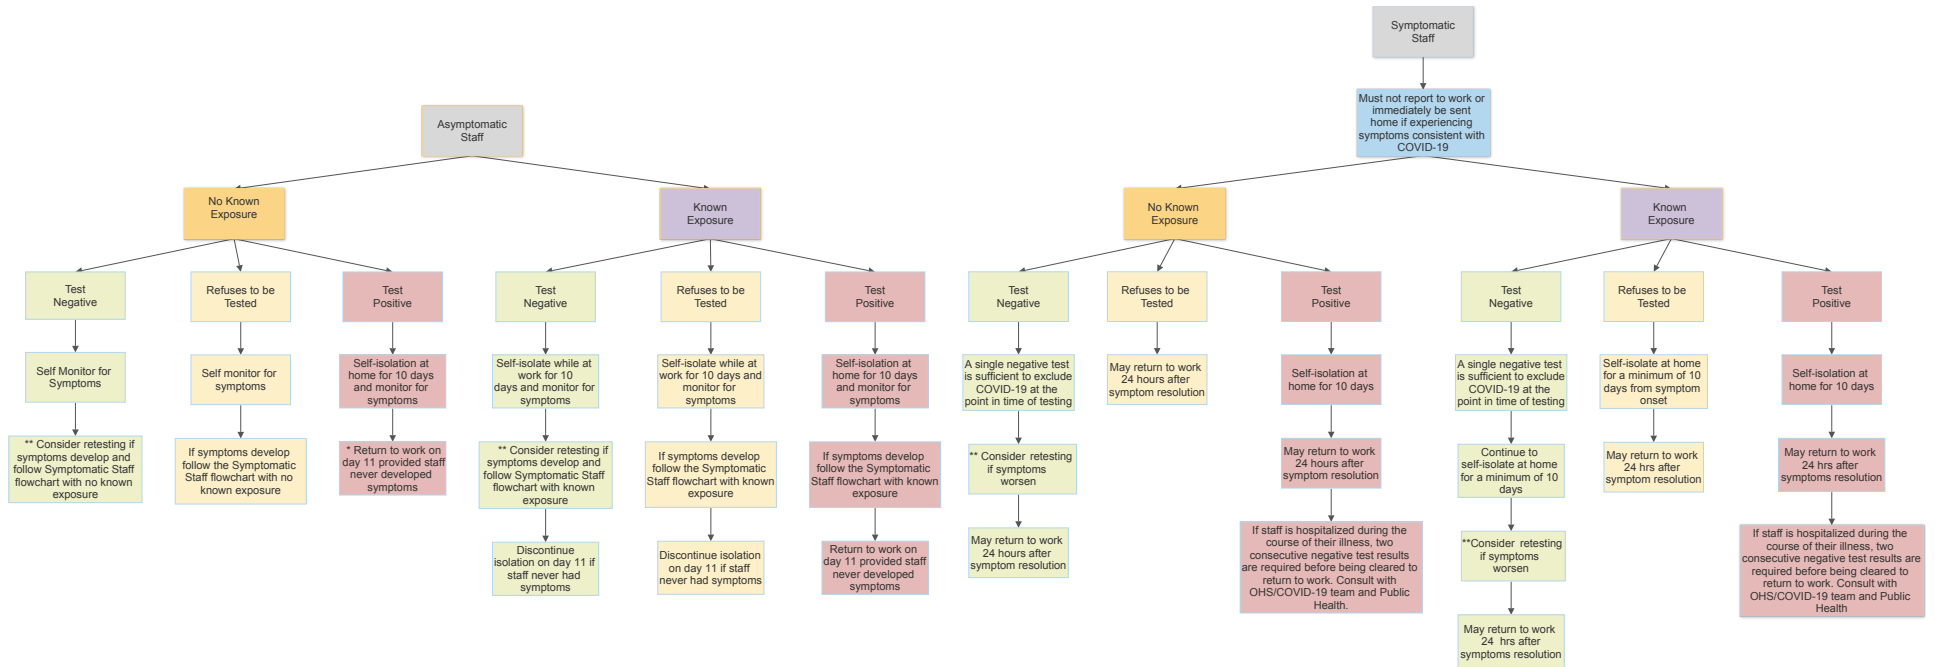 Symptomatic
Staff
Must not report to work or
immediately be sent
home if experiencing
symptoms consistent with
COVID-19
Asymptomatic
Staff
No Known
Exposure
Known
Exposure
No Known
Exposure
Known
Exposure
Test
Negative
Refuses to be
Tested
Test
Positive
Test
Negative
Refuses to be
Tested
Test
Positive
Test
Negative
Refuses to be
Tested
Test
Positive
Test
Negative
Refuses to be
Tested
Test
Positive
Self Monitor for
Symptoms
Self monitor for
symptoms
Self-isolation at
home for 10 days
and monitor for
symptoms
Self-isolate while at
work for 10
days and monitor for
symptoms
Self-isolate while at
work for 10 days and
monitor for
symptoms
Self-isolation at
home for 10 days
and monitor for
symptoms
A single negative test
is sufficient to exclude
COVID-19 at the
point in time of testing
May return to work
24 hours after
symptom resolution
Self-isolation at
home for 10 days
A single negative test
is sufficient to exclude
COVID-19 at the
point in time of testing
Self-isolate at home
for a minimum of 10
days from symptom
onset
Self-isolation at
home for 10 days
** Consider retesting if
symptoms develop and
follow Symptomatic Staff
flowchart with no known
exposure
If symptoms develop
follow the Symptomatic
Staff flowchart with no
known exposure
* Return to work on
day 11 provided staff
never developed
symptoms
** Consider retesting if
symptoms develop and
follow Symptomatic Staff
flowchart with known
exposure
If symptoms develop
follow the Symptomatic
Staff flowchart with known
exposure
If symptoms develop
follow the Symptomatic
Staff flowchart with known
exposure
** Consider retesting
if symptoms
worsen
May return to work
24 hours after
symptom resolution
Continue to
self-isolate at home
for a minimum of 10
days
May return to work
24 hrs after
symptom resolution
May return to work
24 hrs after
symptoms resolution
Discontinue
isolation on day 11 if
staff never had
symptoms
Discontinue isolation
on day 11 if staff
never had symptoms
Return to work on
day 11 provided staff
never developed
symptoms
May return to work
24 hours after
symptom resolution
If staff is hospitalized during the
course of their illness, two
consecutive negative test results
are required before being cleared to
return to work. Consult with
OHS/COVID-19 team and Public
Health.
**Consider retesting
if symptoms
worsen
If staff is hospitalized during the
course of their illness, two
consecutive negative test results are
required before being cleared to
return to work. Consult with
OHS/COVID-19 team and Public
Health
May return to work
24 hrs after
symptoms resolution